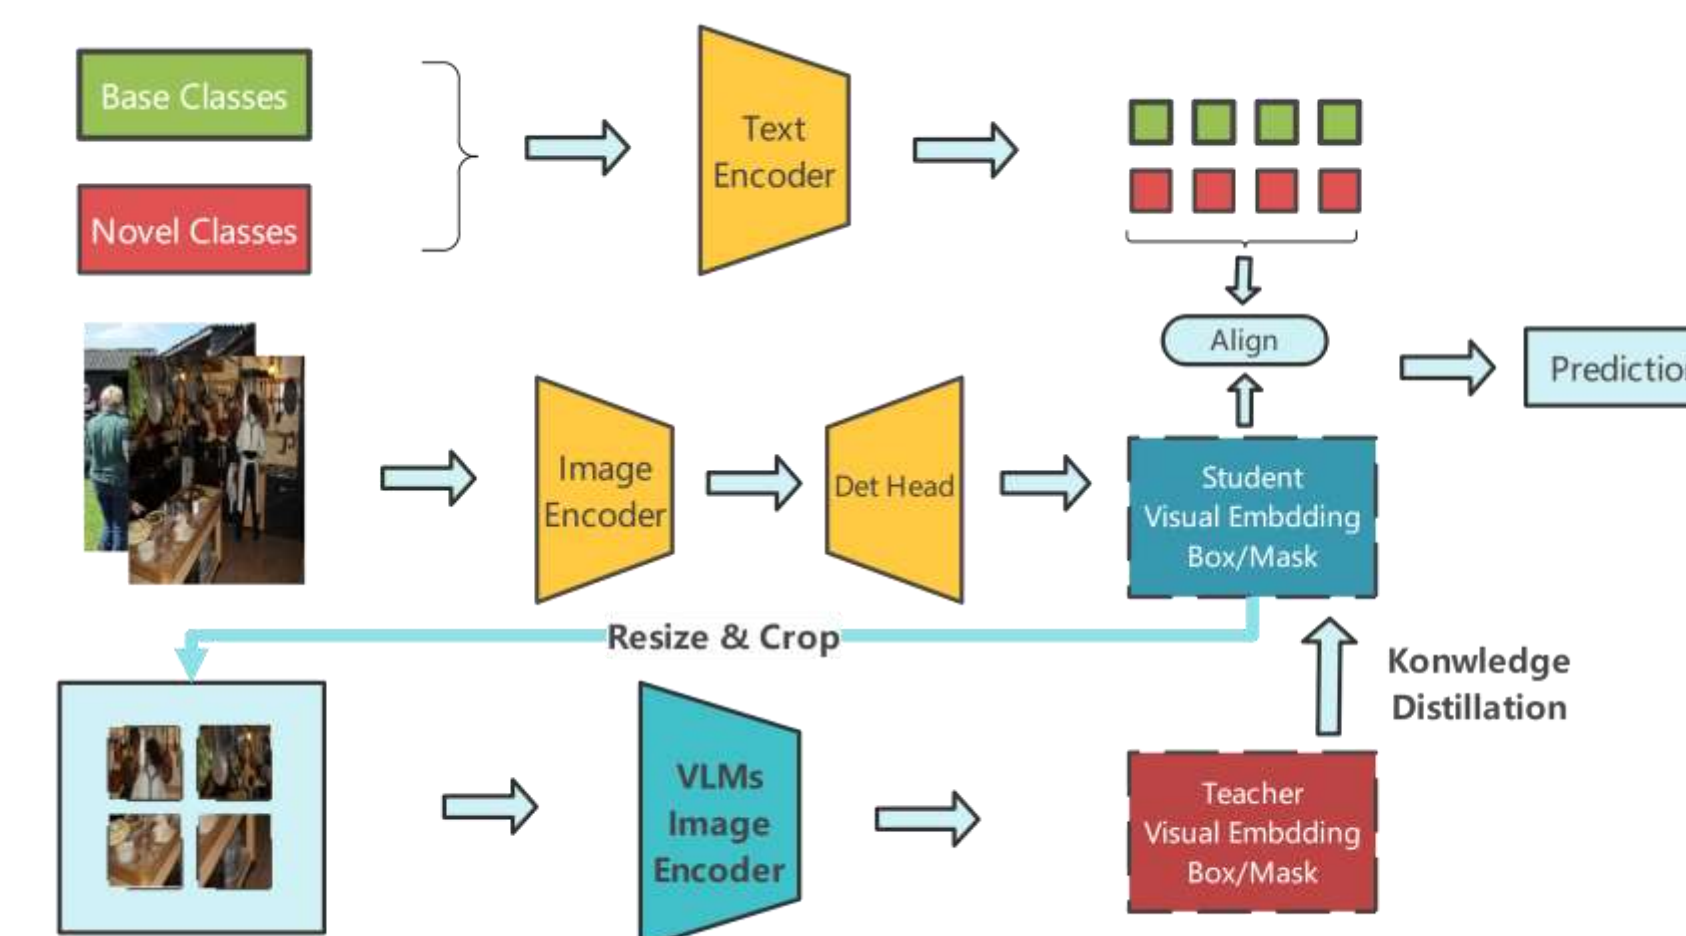 Base Classes
Novel Classes
Text
Encoder
Align
Predictio
Image
Encoder
Det Head
Student
Visual Embdding
Box/Mask
Resize & Crop
Konwledge
Distillation
VLMs
Image
Encoder
Teacher
Visual Embdding
Box/Mask